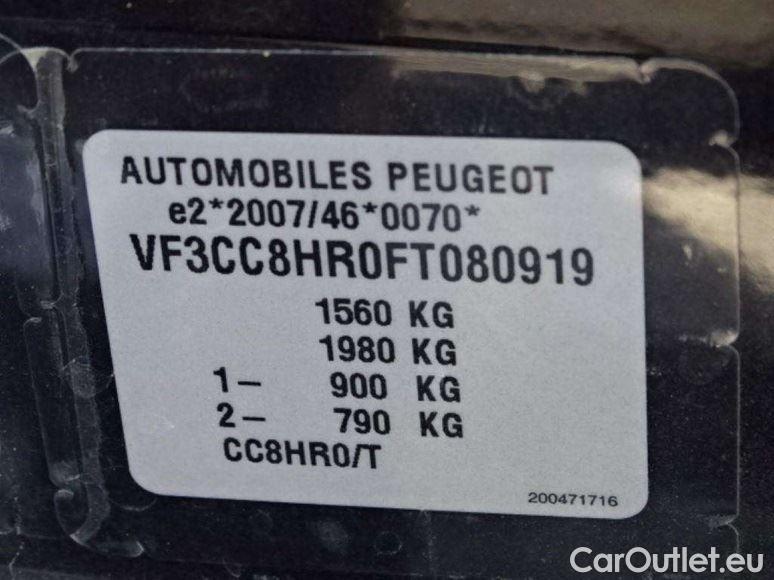 AUTOMOBILES PEUGEOT
e2*2007/46*0070*
VF3CC8HR0FT080919
1560 KG
1980 KG
1– 900 KG
2– 790 KG
CC8HR0/T
200471716
CarOutlet.eu